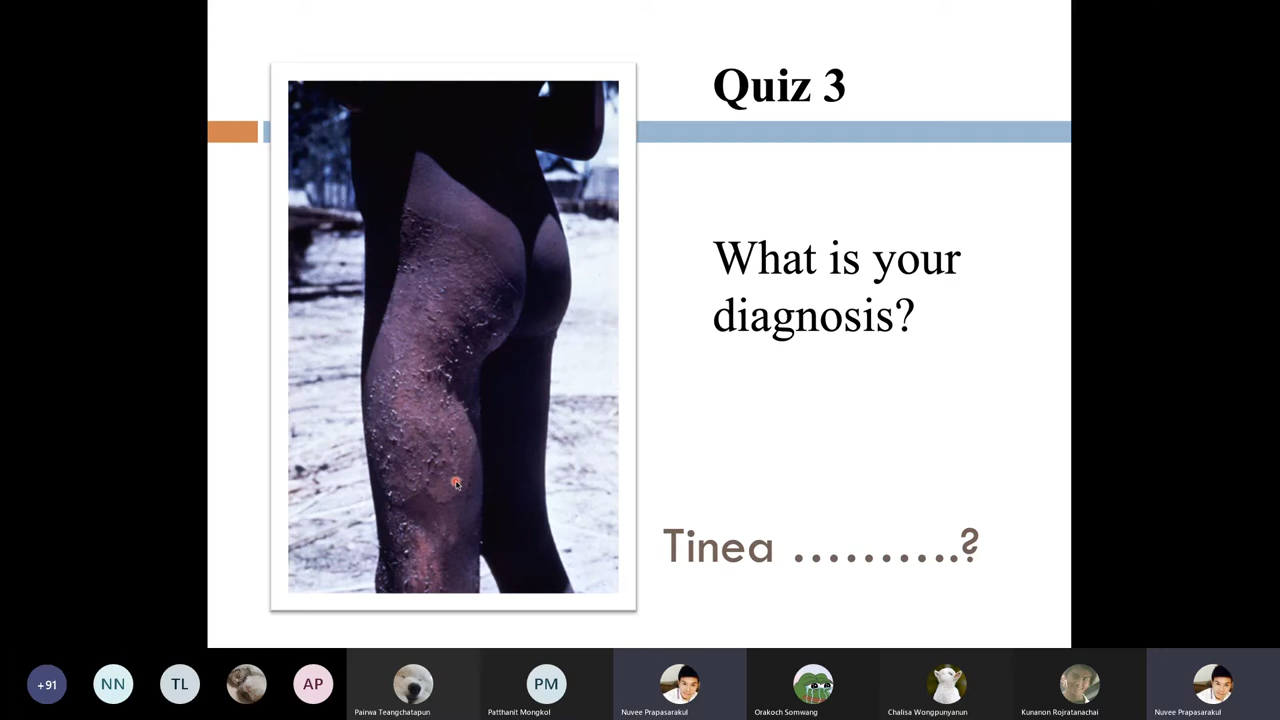 Quiz 3
What is your
diagnosis?
Tinea ……….?
+91
NN
TL
AP
PM
Pairwa Teangchatapun
Patthanit Mongkol
Nuvee Prapasarakul
Orakoch Somwang
Chalisa Wongpunyanun
Kunanon Rojratanachai
Nuvee Prapasarakul